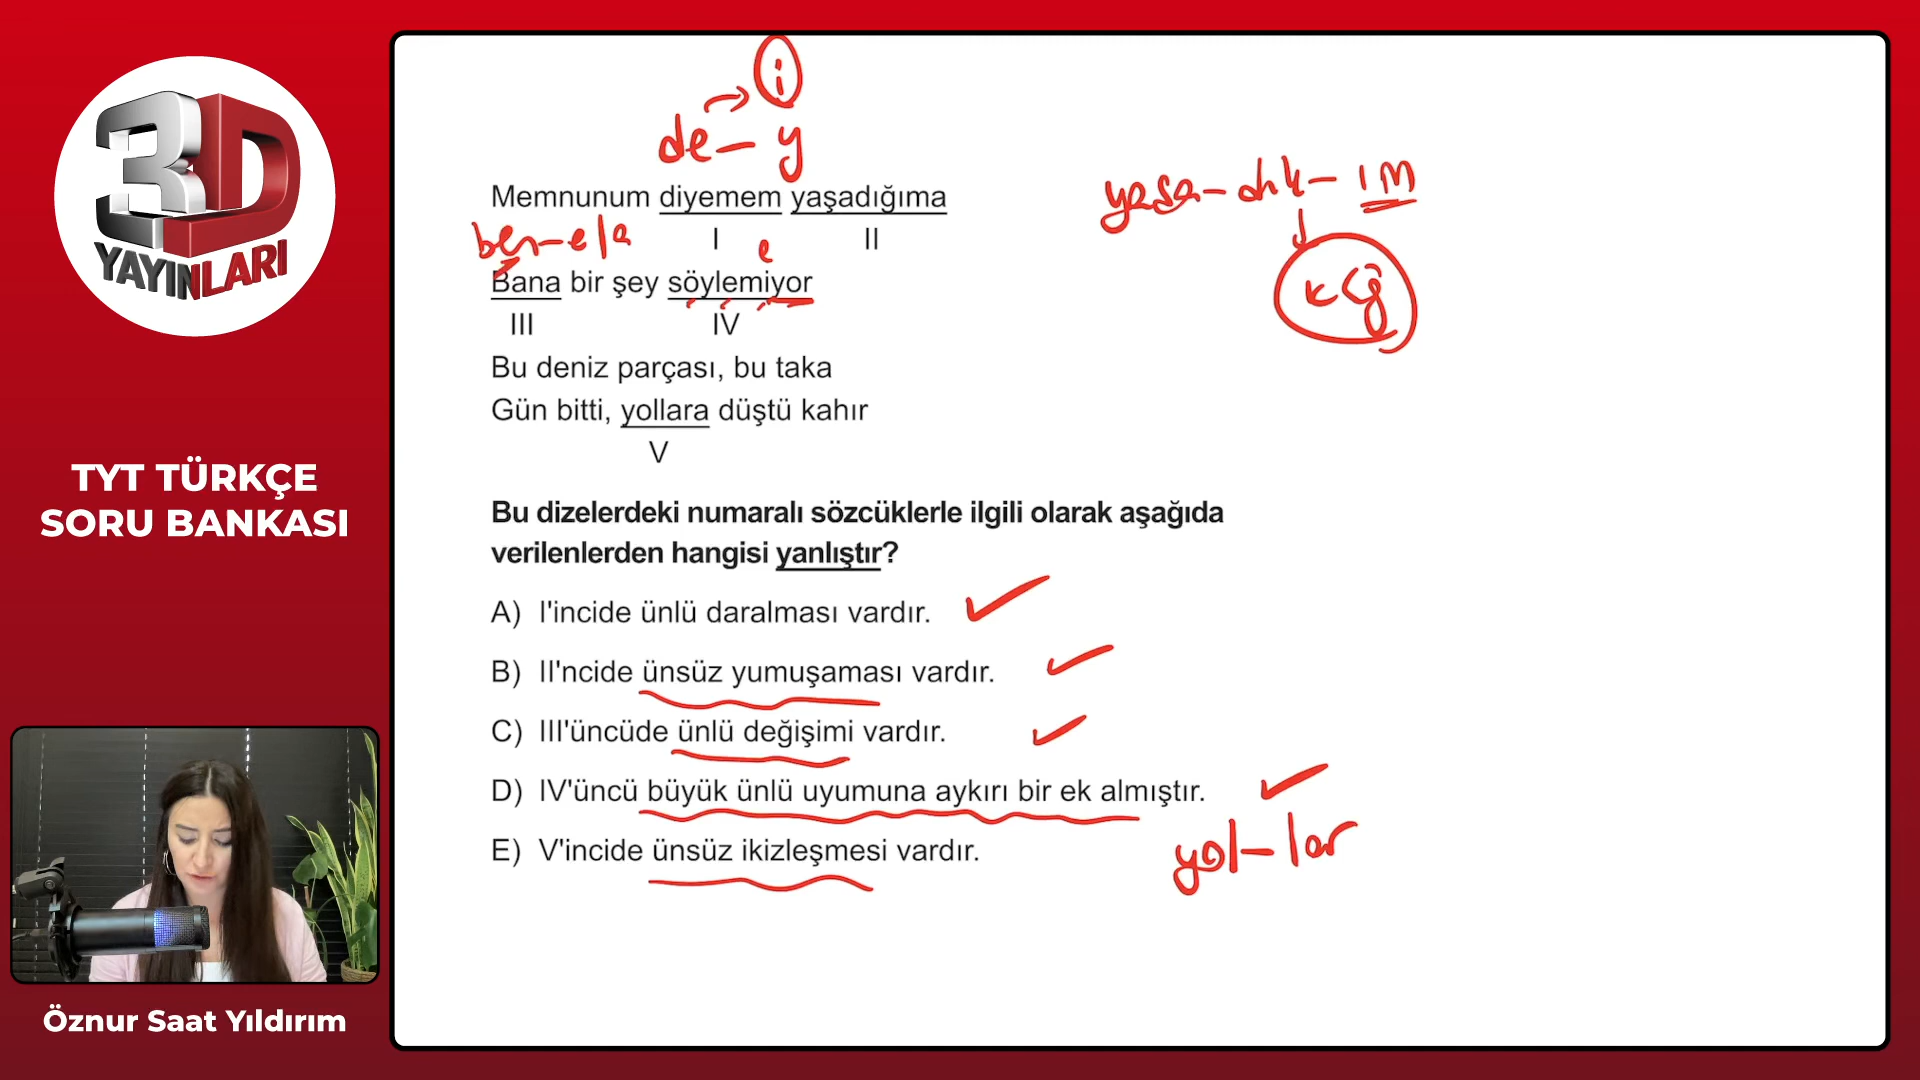 3D
YAYINLARI
TYT TÜRKÇE
SORU BANKASI
Öznur Saat Yıldırım
i
de - y
Memnunum diyemem yaşadığıma
I II
ben-e/a
e
Bana bir şey söylemiyor
III IV
Bu deniz parçası, bu taka
Gün bitti, yollara düştü kahır
V
yaşa-dık-ım
k ğ
Bu dizelerdeki numaralı sözcüklerle ilgili olarak aşağıda
verilenlerden hangisi yanlıştır?
A) I'incide ünlü daralması vardır.
B) II'ncide ünsüz yumuşaması vardır.
C) III'üncüde ünlü değişimi vardır.
D) IV'üncü büyük ünlü uyumuna aykırı bir ek almıştır.
E) V'incide ünsüz ikizleşmesi vardır.
yol-lar